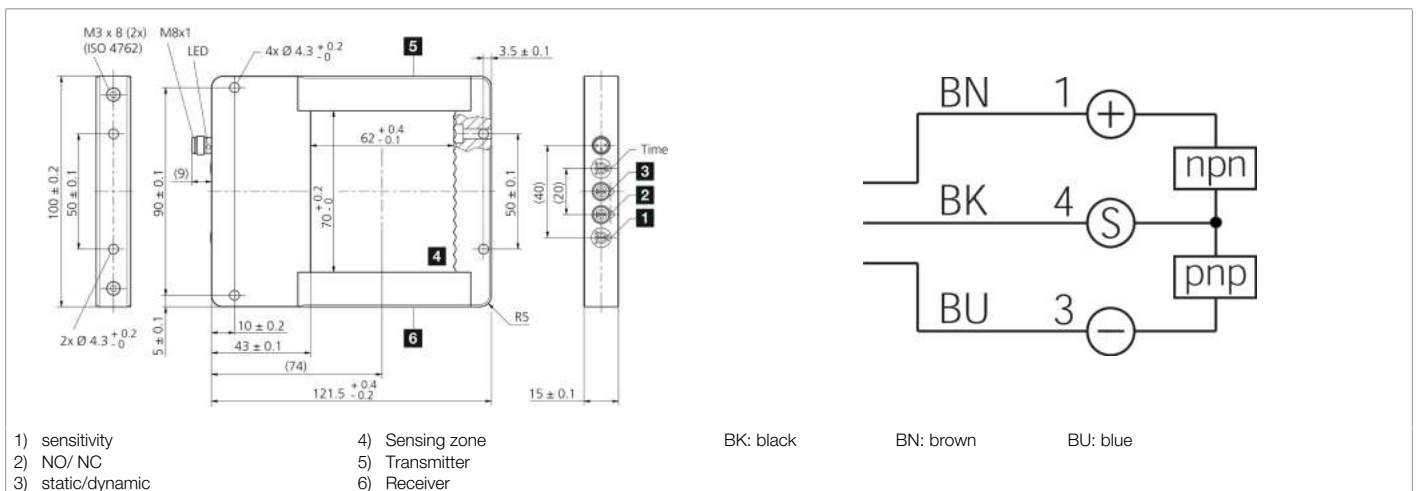 M3 x 8 (2x)
(ISO 4762)
M8x1
LED
4x Ø 4.3 + 0.2 - 0
5
3.5 ± 0.1
100 ± 0.2
50 ± 0.1
90 ± 0.1
(9)
62 + 0.4 - 0.1
70 + 0.2 - 0
50 ± 0.1
(40)
(20)
Time
3
2
1
4
2x Ø 4.3 + 0.2 - 0
5 ± 0.1
10 ± 0.2
43 ± 0.1
(74)
121.5 + 0.4 - 0.2
6
R5
15 ± 0.1
BN 1 +
npn
BK 4 S
pnp
BU 3 −
1) sensitivity
2) NO/ NC
3) static/dynamic
4) Sensing zone
5) Transmitter
6) Receiver
BK: black BN: brown BU: blue